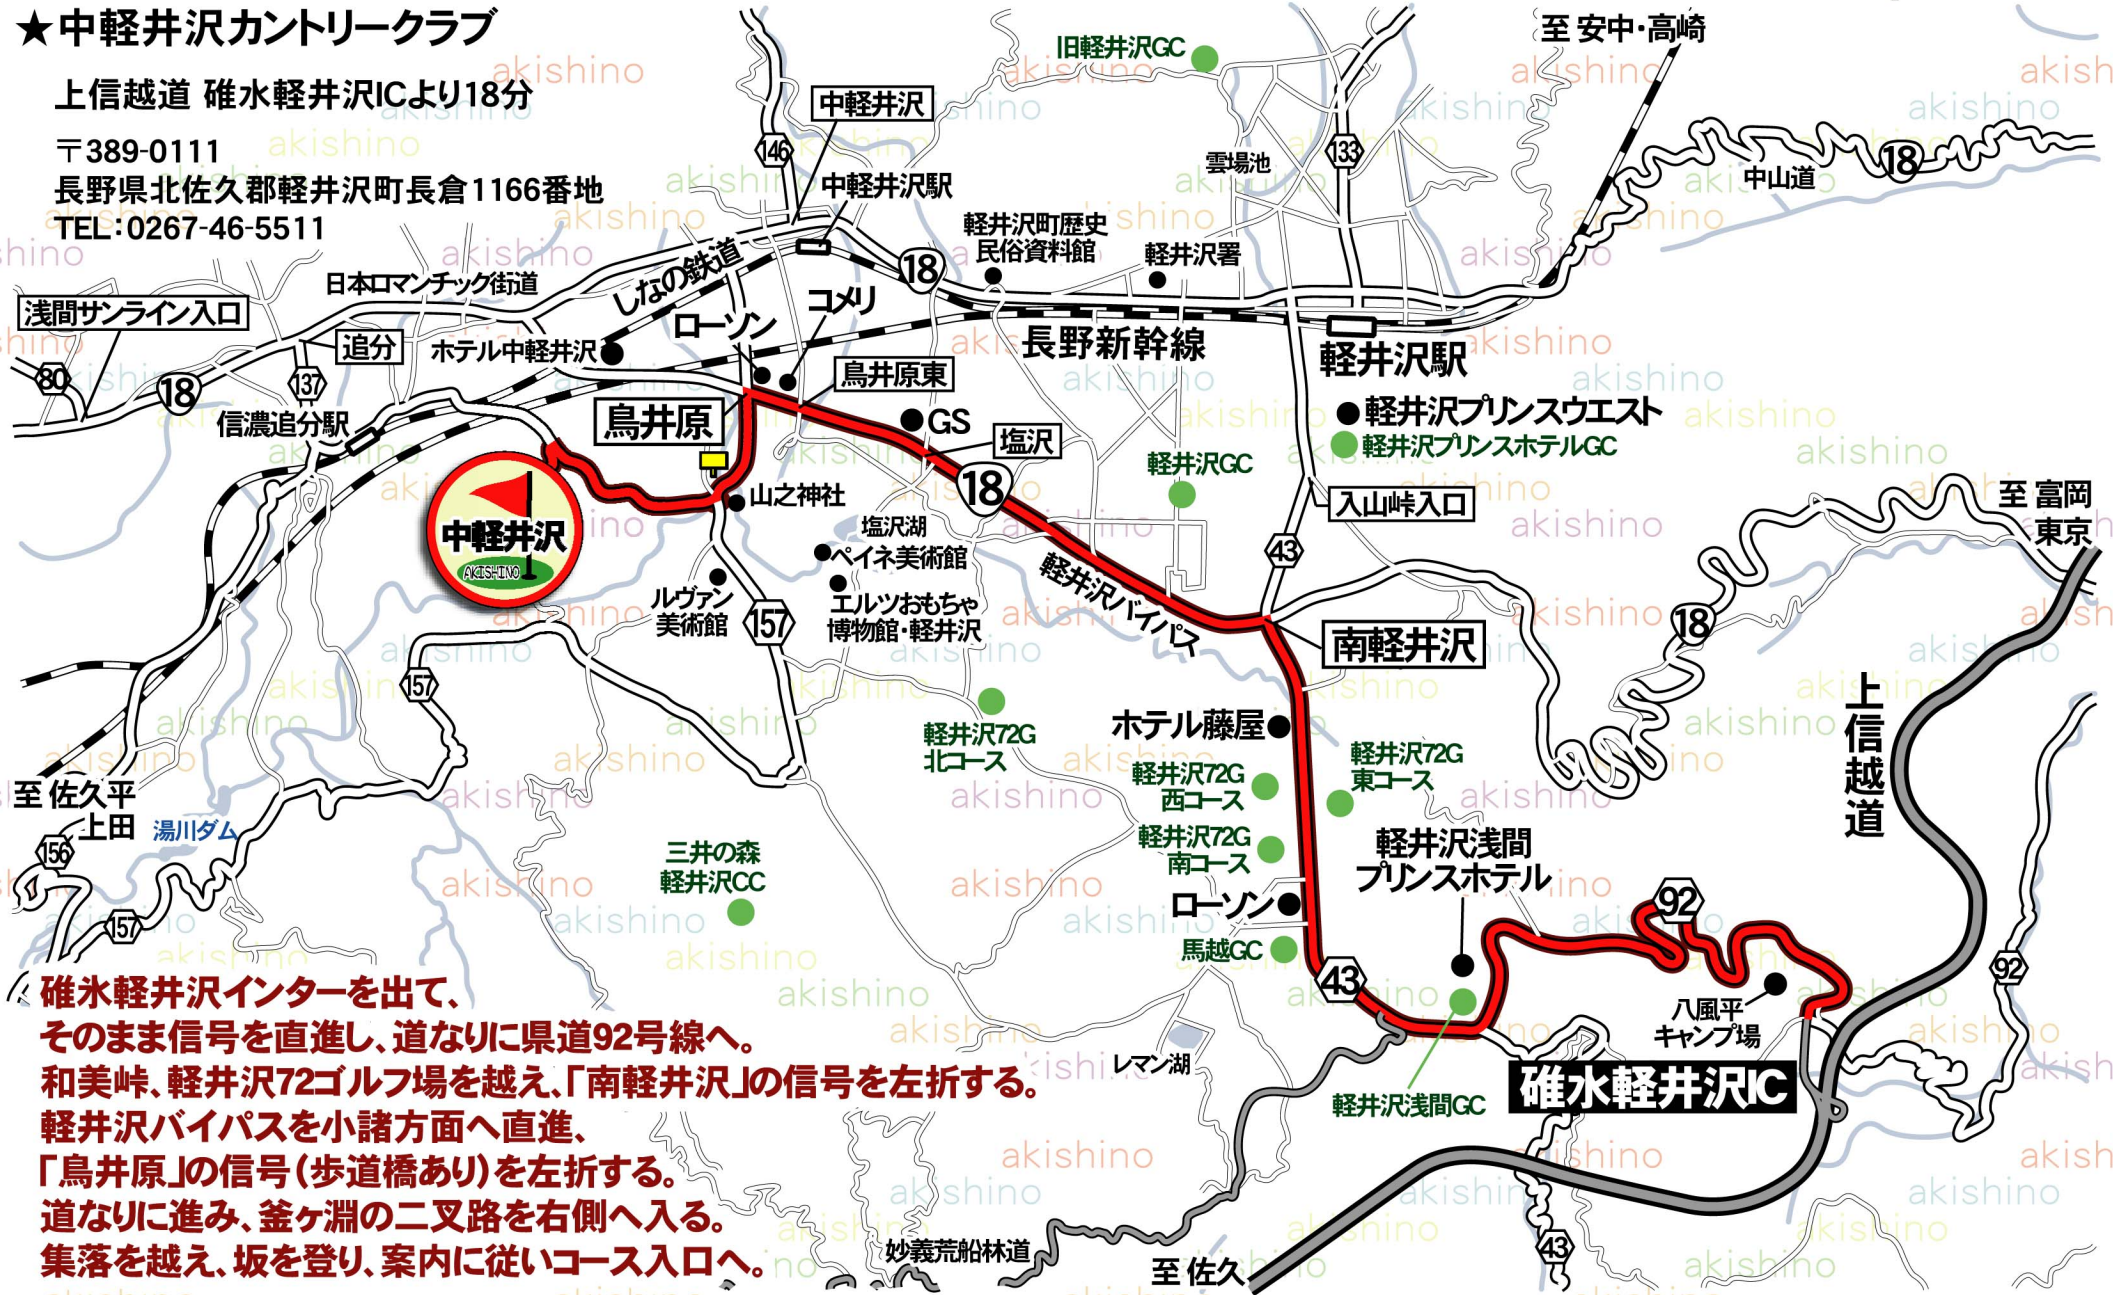 ★中軽井沢カントリークラブ
上信越道 碓氷軽井沢ICより18分
〒389-0111
長野県北佐久郡軽井沢町長倉1166番地
TEL：0267-46-5511
旧軽井沢GC
至 安中・高崎
中軽井沢
146
133
雲場池
中山道
18
中軽井沢駅
軽井沢町歴史
民俗資料館
軽井沢署
18
しなの鉄道
日本ロマンチック街道
浅間サンライン入口
追分
ホテル中軽井沢
ローソン
コメリ
長野新幹線
軽井沢駅
鳥井原東
80
18
137
信濃追分駅
鳥井原
GS
塩沢
軽井沢プリンスウエスト
軽井沢プリンスホテルGC
軽井沢GC
18
入山峠入口
至 富岡
東京
中軽井沢
AKISHINO
山之神社
塩沢湖
ペイネ美術館
43
軽井沢バイパス
ルヴァン
美術館
157
エルツおもちゃ
博物館・軽井沢
南軽井沢
18
157
上信越道
軽井沢72G
北コース
ホテル藤屋
軽井沢72G
西コース
軽井沢72G
東コース
至 佐久平
上田
湯川ダム
156
三井の森
軽井沢CC
軽井沢72G
南コース
軽井沢浅間
プリンスホテル
ローソン
92
157
馬越GC
43
92
八風平
キャンプ場
レマン湖
軽井沢浅間GC
碓氷軽井沢IC
碓氷軽井沢インターを出て、
そのまま信号を直進し、道なりに県道92号線へ。
和美峠、軽井沢72ゴルフ場を越え、「南軽井沢」の信号を左折する。
軽井沢バイパスを小諸方面へ直進、
「鳥井原」の信号（歩道橋あり）を左折する。
道なりに進み、釜ヶ淵の二叉路を右側へ入る。
集落を越え、坂を登り、案内に従いコース入口へ。
妙義荒船林道
至 佐久
43
akishino